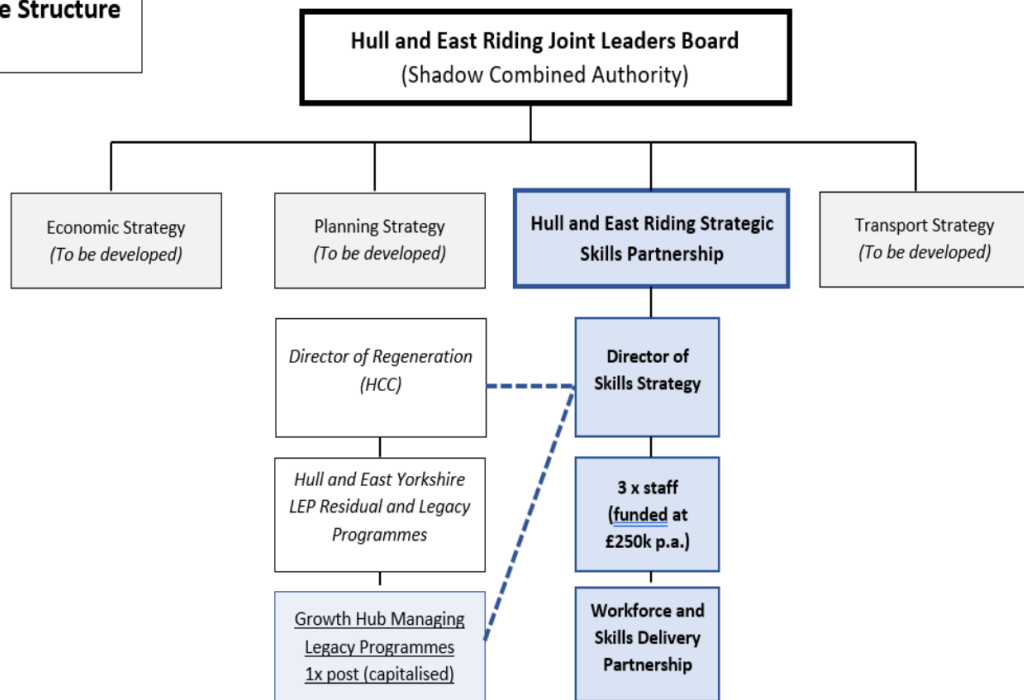 e Structure
Hull and East Riding Joint Leaders Board
(Shadow Combined Authority)
Economic Strategy
(To be developed)
Planning Strategy
(To be developed)
Hull and East Riding Strategic
Skills Partnership
Transport Strategy
(To be developed)
Director of Regeneration
(HCC)
Director of
Skills Strategy
Hull and East Yorkshire
LEP Residual and Legacy
Programmes
3 x staff
(funded at
£250k p.a.)
Growth Hub Managing
Legacy Programmes
1x post (capitalised)
Workforce and
Skills Delivery
Partnership